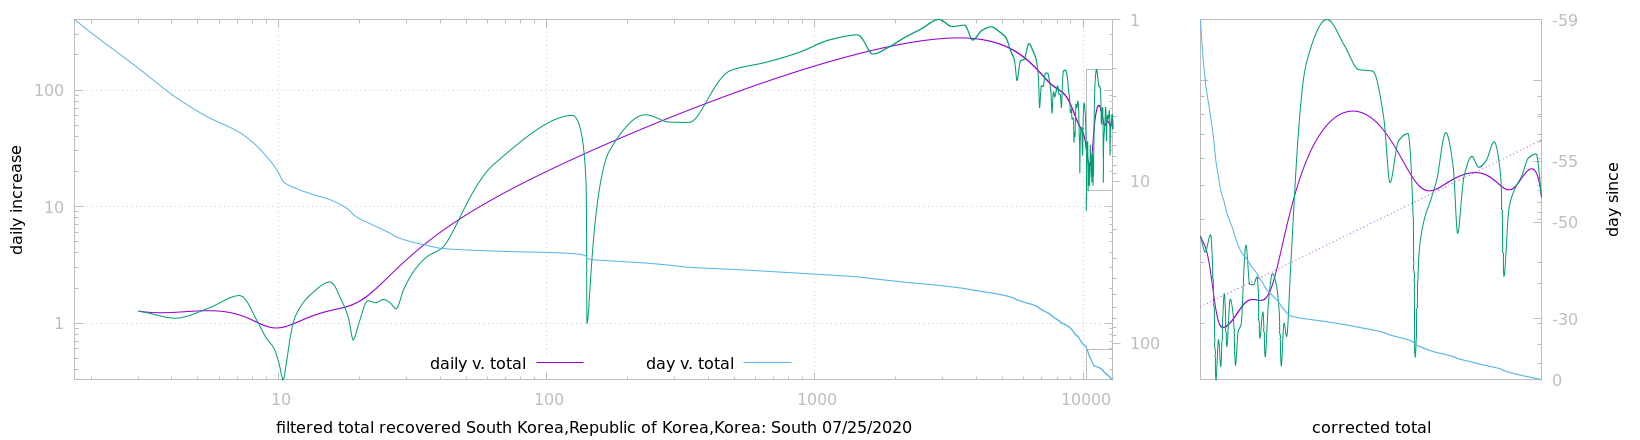 daily increase
100
10
1
daily v. total
day v. total
10
100
1000
10000
1
10
100
filtered total recovered South Korea,Republic of Korea,Korea: South 07/25/2020
-59
-55
-50
-30
0
day since
corrected total